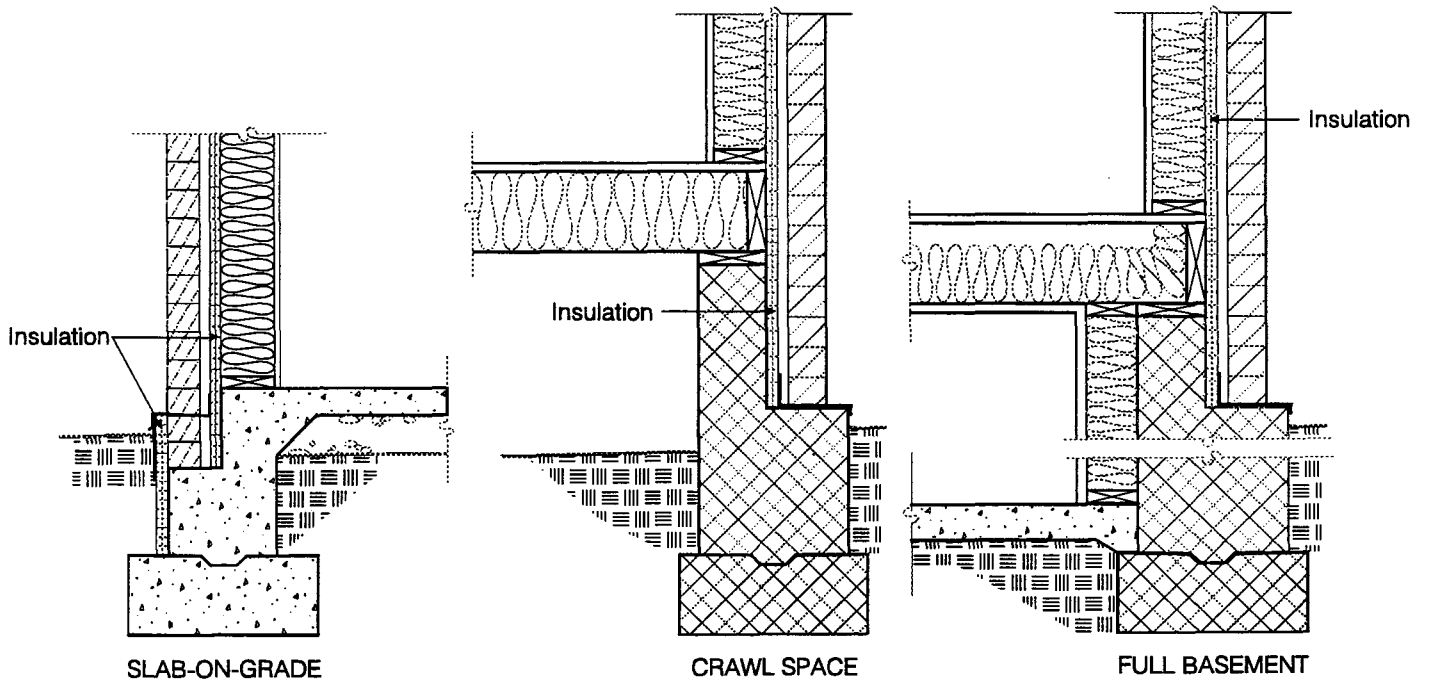 Insulation
Insulation
Insulation
SLAB-ON-GRADE
CRAWL SPACE
FULL BASEMENT